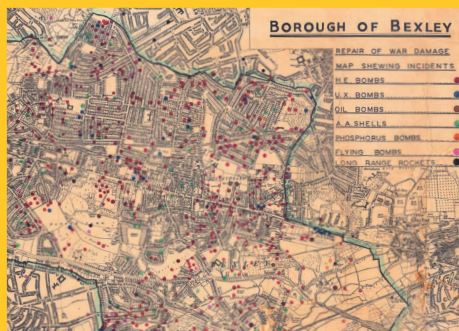 BOROUGH OF BEXLEY
REPAIR OF WAR DAMAGE
MAP SHEWING INCIDENTS
H.E. BOMBS
U.X. BOMBS
OIL BOMBS
A.A. SHELLS
PHOSPHORUS BOMBS
FLYING BOMBS
LONG RANGE ROCKETS